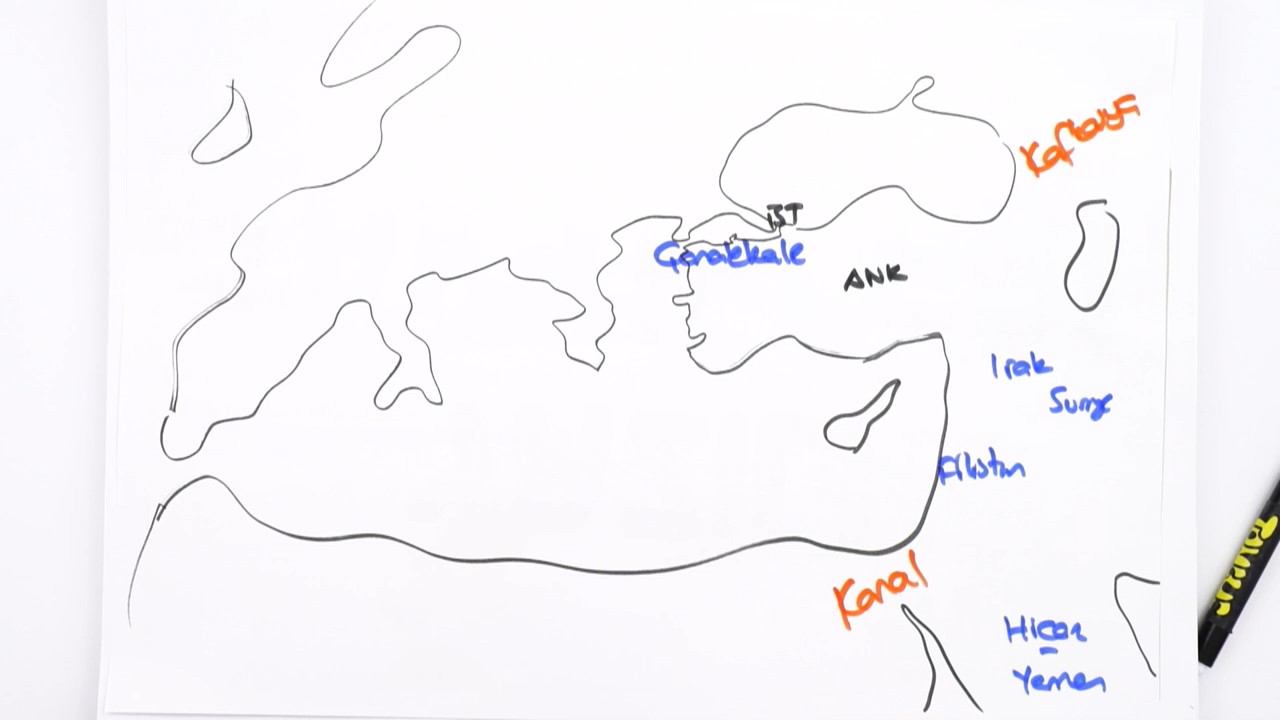 Kafkasya
İST
Çanakkale
ANK
Irak
Suriye
Filistin
Kanal
Hicaz
Yemen